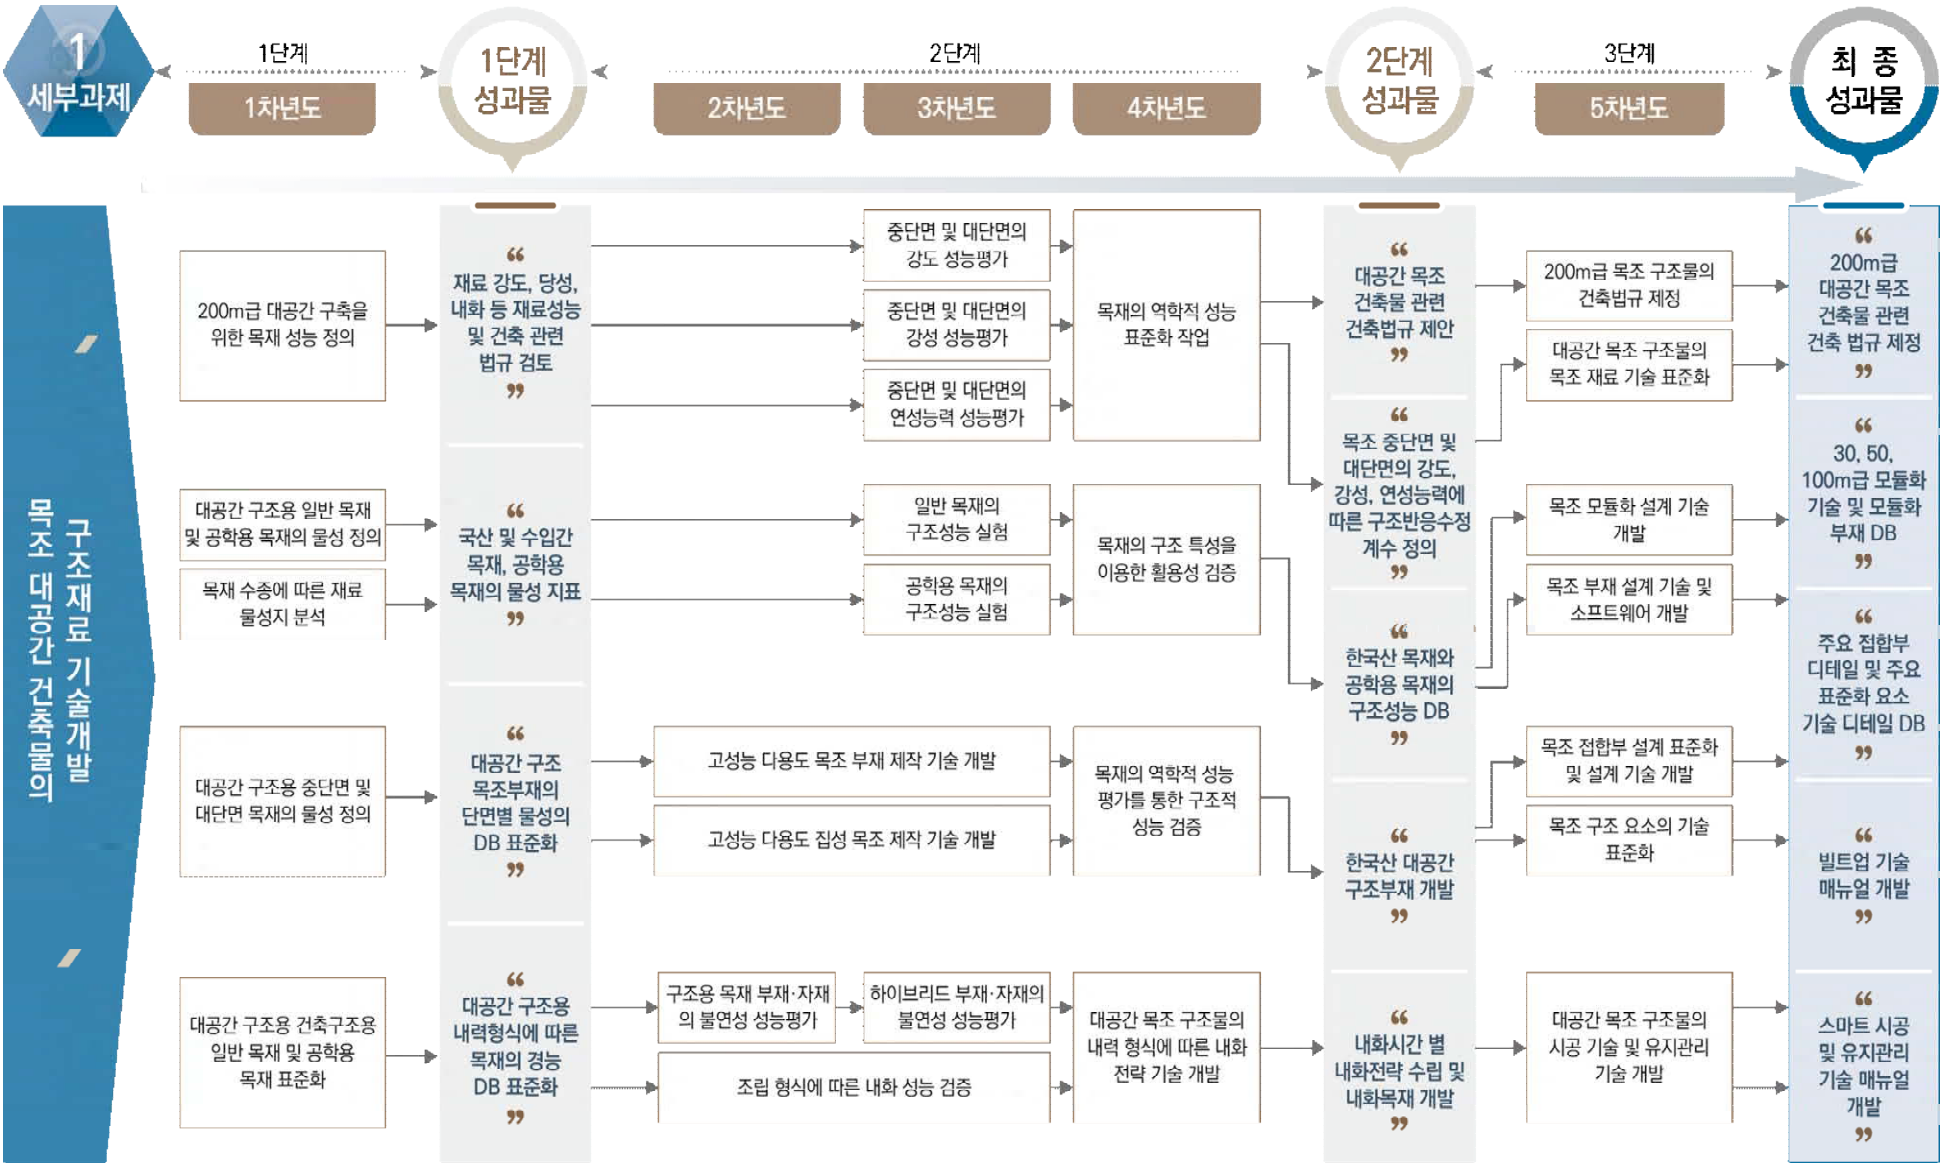 1
세부과제
1단계
1차년도
1단계
성과물
2단계
2차년도
3차년도
4차년도
2단계
성과물
3단계
5차년도
최 종
성과물
목조 대공간 건축물의
구조재료 기술개발
200m급 대공간 구축을
위한 목재 성능 정의
대공간 구조용 일반 목재
및 공학용 목재의 물성 정의
목재 수종에 따른 재료
물성지 분석
대공간 구조용 중단면 및
대단면 목재의 물성 정의
대공간 구조용 건축구조용
일반 목재 및 공학용
목재 표준화
“
재료 강도, 당성,
내화 등 재료성능
및 건축 관련
법규 검토
”
“
국산 및 수입간
목재, 공학용
목재의 물성 지표
”
“
대공간 구조
목조부재의
단면별 물성의
DB 표준화
”
“
대공간 구조용
내력형식에 따른
목재의 경능
DB 표준화
”
중단면 및 대단면의
강도 성능평가
중단면 및 대단면의
강성 성능평가
중단면 및 대단면의
연성능력 성능평가
일반 목재의
구조성능 실험
공학용 목재의
구조성능 실험
고성능 다용도 목조 부재 제작 기술 개발
고성능 다용도 집성 목조 제작 기술 개발
구조용 목재 부재·자재
의 불연성 성능평가
하이브리드 부재·자재의
불연성 성능평가
조립 형식에 따른 내화 성능 검증
목재의 역학적 성능
표준화 작업
목재의 구조 특성을
이용한 활용성 검증
목재의 역학적 성능
평가를 통한 구조적
성능 검증
대공간 목조 구조물의
내력 형식에 따른 내화
전략 기술 개발
“
대공간 목조
건축물 관련
건축법규 제안
”
“
목조 중단면 및
대단면의 강도,
강성, 연성능력에
따른 구조반응수정
계수 정의
”
“
한국산 목재와
공학용 목재의
구조성능 DB
”
“
한국산 대공간
구조부재 개발
”
“
내화시간 별
내화전략 수립 및
내화목재 개발
”
200m급 목조 구조물의
건축법규 제정
대공간 목조 구조물의
목조 재료 기술 표준화
목조 모듈화 설계 기술
개발
목조 부재 설계 기술 및
소프트웨어 개발
목조 접합부 설계 표준화
및 설계 기술 개발
목조 구조 요소의 기술
표준화
대공간 목조 구조물의
시공 기술 및 유지관리
기술 개발
“
200m급
대공간 목조
건축물 관련
건축 법규 제정
”
“
30, 50,
100m급 모듈화
기술 및 모듈화
부재 DB
”
“
주요 접합부
디테일 및 주요
표준화 요소
기술 디테일 DB
”
“
빌트업 기술
매뉴얼 개발
”
“
스마트 시공
및 유지관리
기술 매뉴얼
개발
”